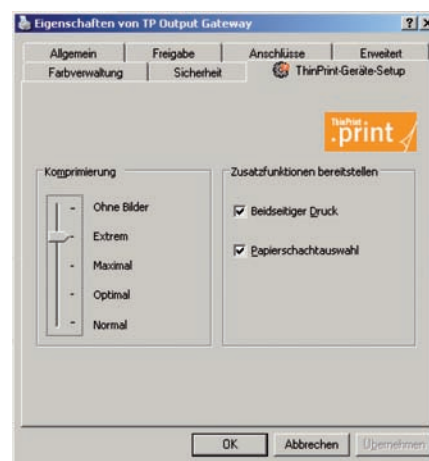 Eigenschaften von TP Output Gateway
Allgemein Freigabe Anschlüsse Erweitert
Farbverwaltung Sicherheit ThinPrint-Geräte-Setup
ThinPrint
.print
Komprimierung
Ohne Bilder
Extrem
Maximal
Optimal
Normal
Zusatzfunktionen bereitstellen
Beidseitiger Druck
Papierschachtauswahl
OK Abbrechen Übernehmen